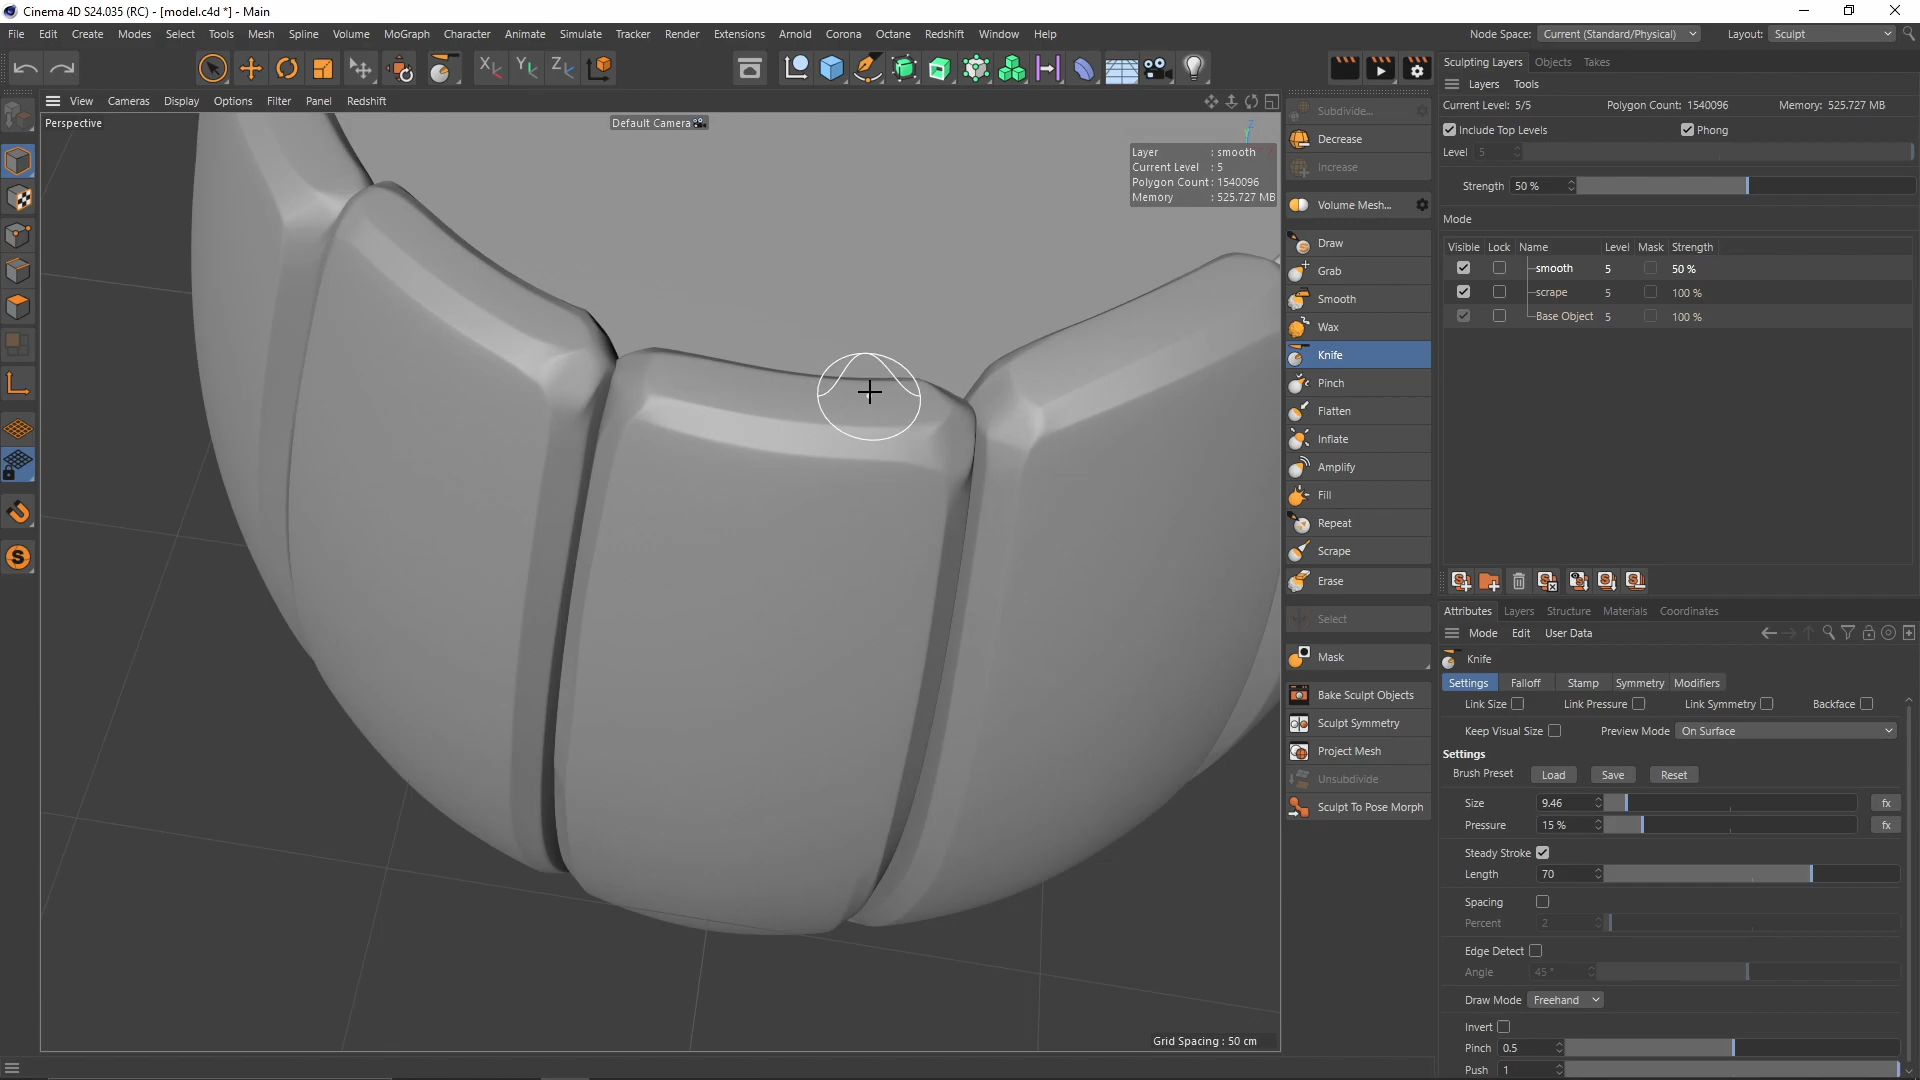 Cinema 4D S24.035 (RC) - [model.c4d *] - Main
File Edit Create Modes Select Tools Mesh Spline Volume MoGraph Character Animate Simulate Tracker Render Extensions Arnold Corona Octane Redshift Window Help
Node Space: Current (Standard/Physical) Layout: Sculpt
X Y Z
View Cameras Display Options Filter Panel Redshift
Perspective
Default Camera
Layer : smooth
Current Level : 5
Polygon Count : 1540096
Memory : 525.727 MB
Grid Spacing : 50 cm
Subdivide...
Decrease
Increase
Volume Mesh...
Draw
Grab
Smooth
Wax
Knife
Pinch
Flatten
Inflate
Amplify
Fill
Repeat
Scrape
Erase
Select
Mask
Bake Sculpt Objects
Sculpt Symmetry
Project Mesh
Unsubdivide
Sculpt To Pose Morph
Sculpting Layers Objects Takes
Layers Tools
Current Level: 5/5 Polygon Count: 1540096 Memory: 525.727 MB
Include Top Levels Phong
Level 5
Strength 50 %
Mode
Visible Lock Name Level Mask Strength
smooth 5 50 %
scrape 5 100 %
Base Object 5 100 %
Attributes Layers Structure Materials Coordinates
Mode Edit User Data
Knife
Settings Falloff Stamp Symmetry Modifiers
Link Size Link Pressure Link Symmetry Backface
Keep Visual Size Preview Mode On Surface
Settings
Brush Preset Load Save Reset
Size 9.46 fx
Pressure 15 % fx
Steady Stroke
Length 70
Spacing
Percent 2
Edge Detect
Angle 45 °
Draw Mode Freehand
Invert
Pinch 0.5
Push 1